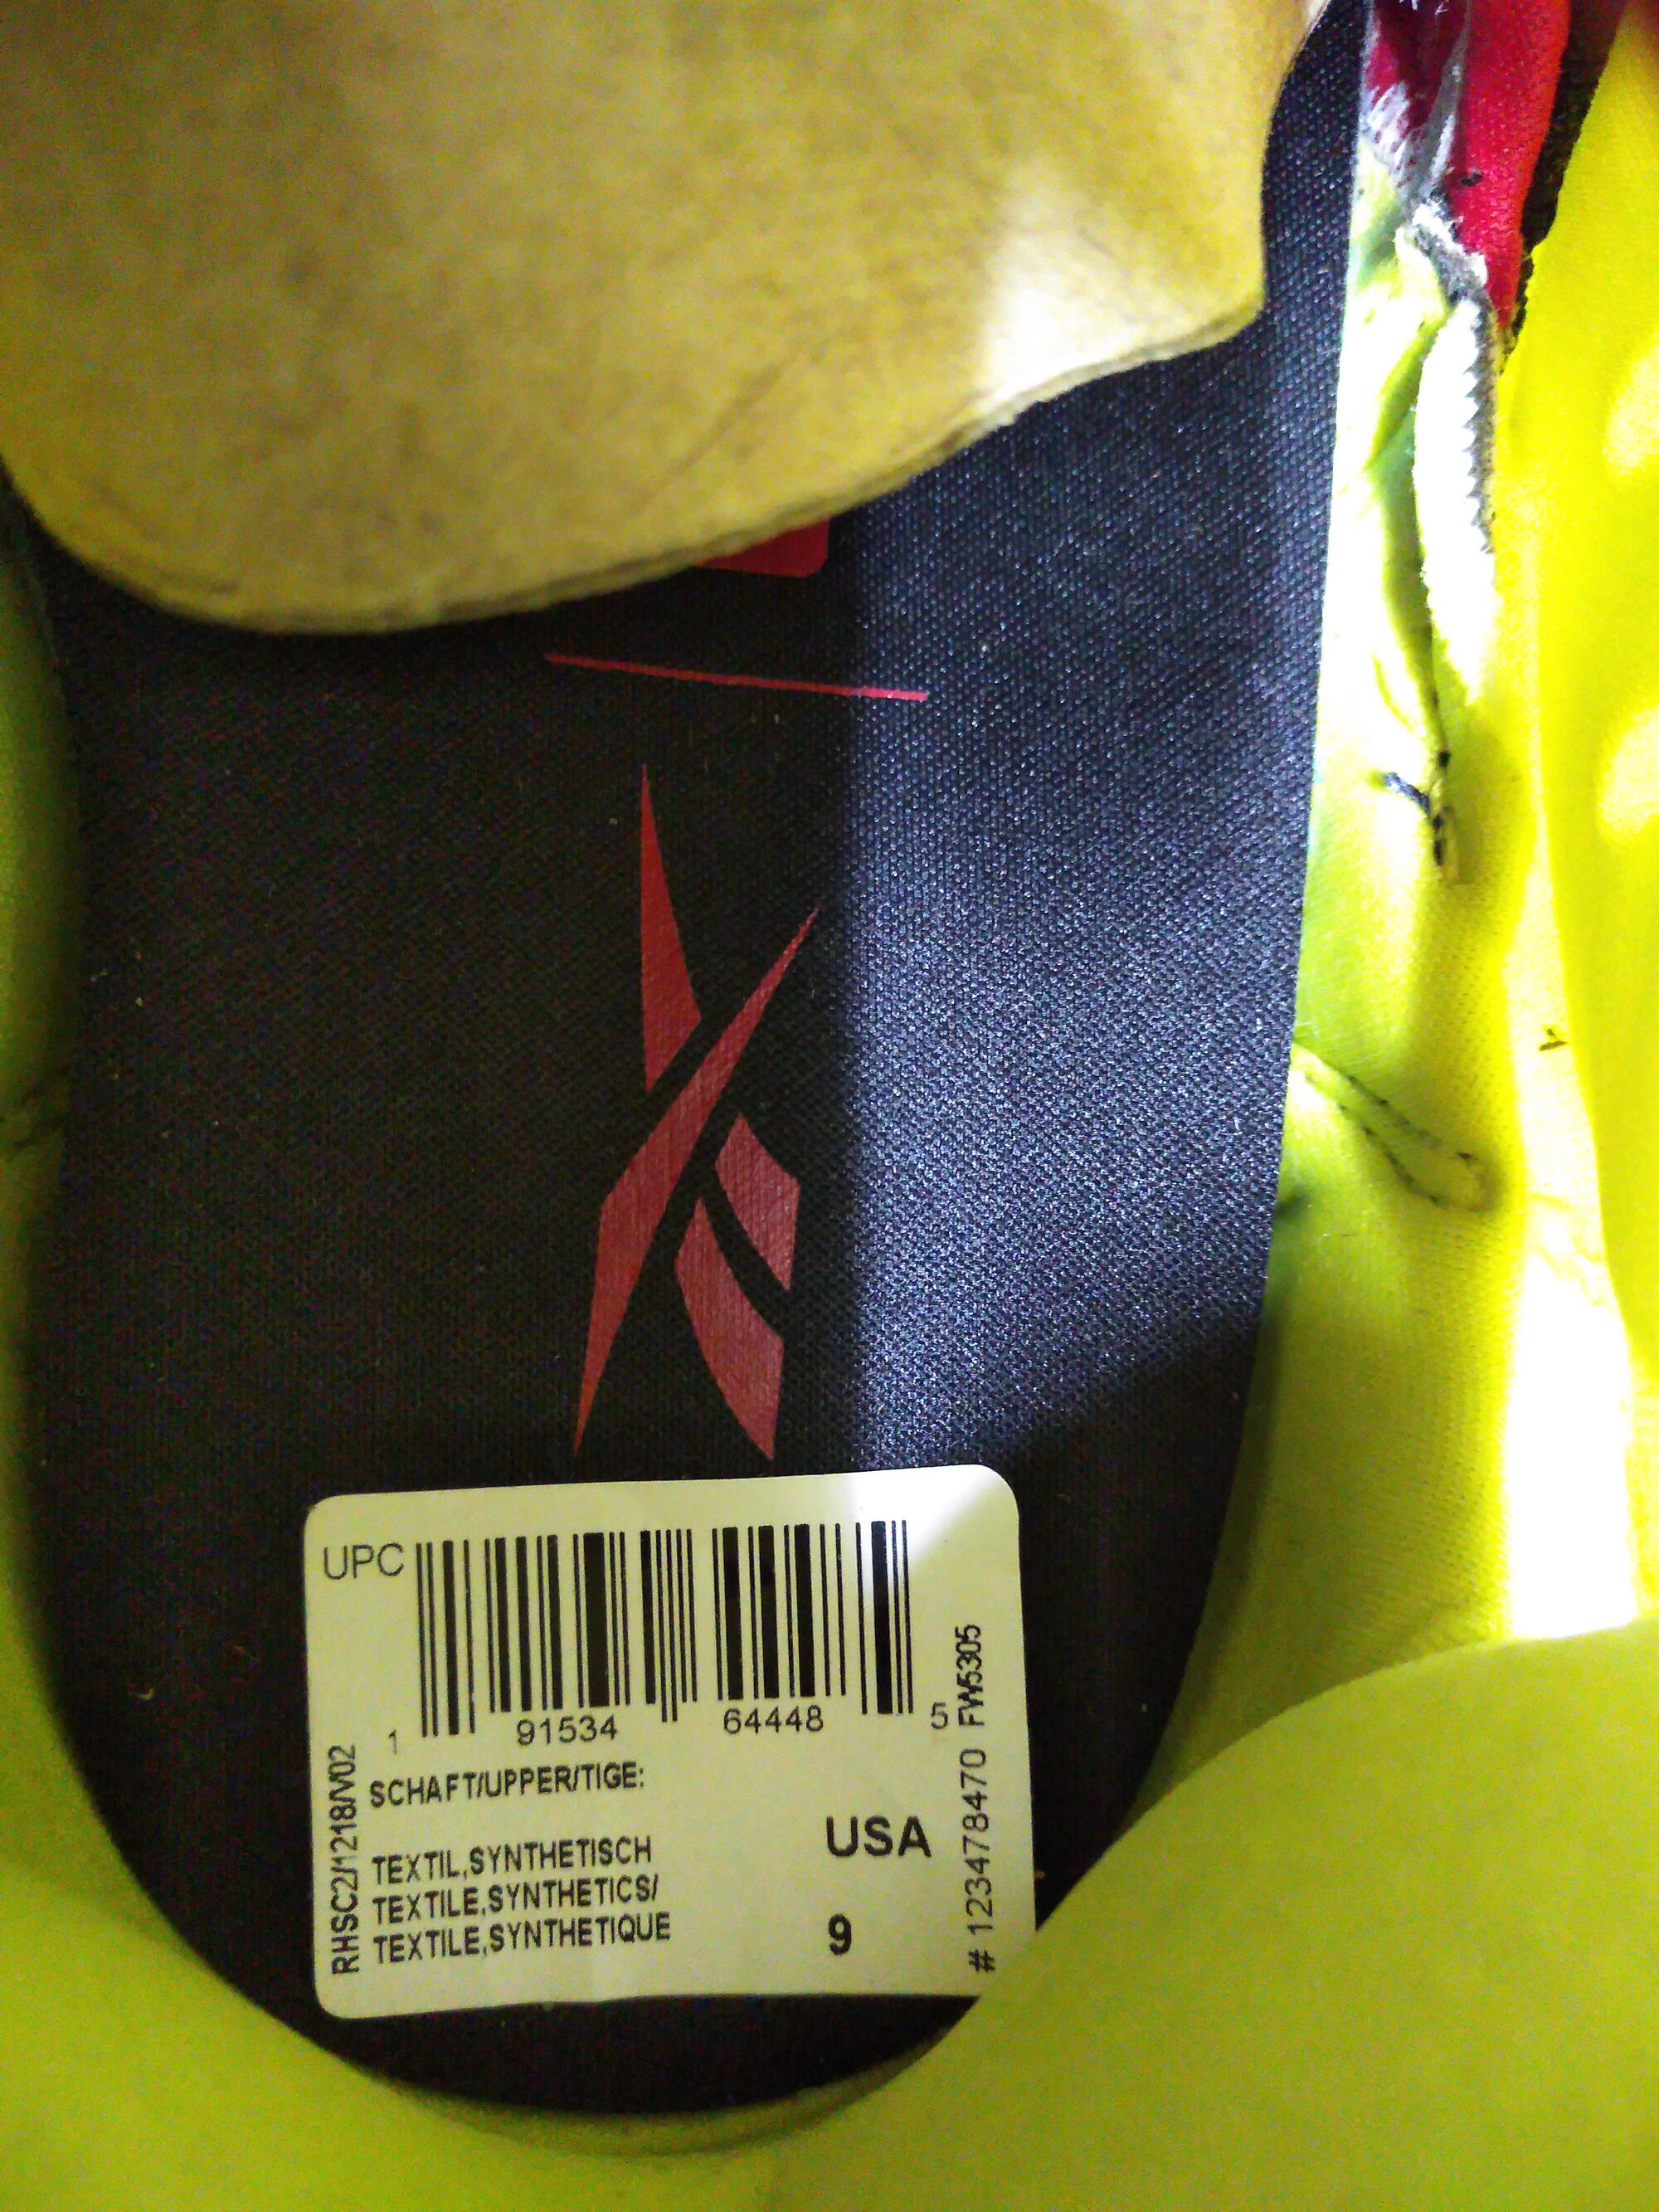 UPC
1 91534 64448 5
SCHAFT/UPPER/TIGE:
TEXTIL,SYNTHETISCH
TEXTILE,SYNTHETICS/
TEXTILE,SYNTHETIQUE
USA
9
RHSC2/1218/V02
# 123478470 FW5305